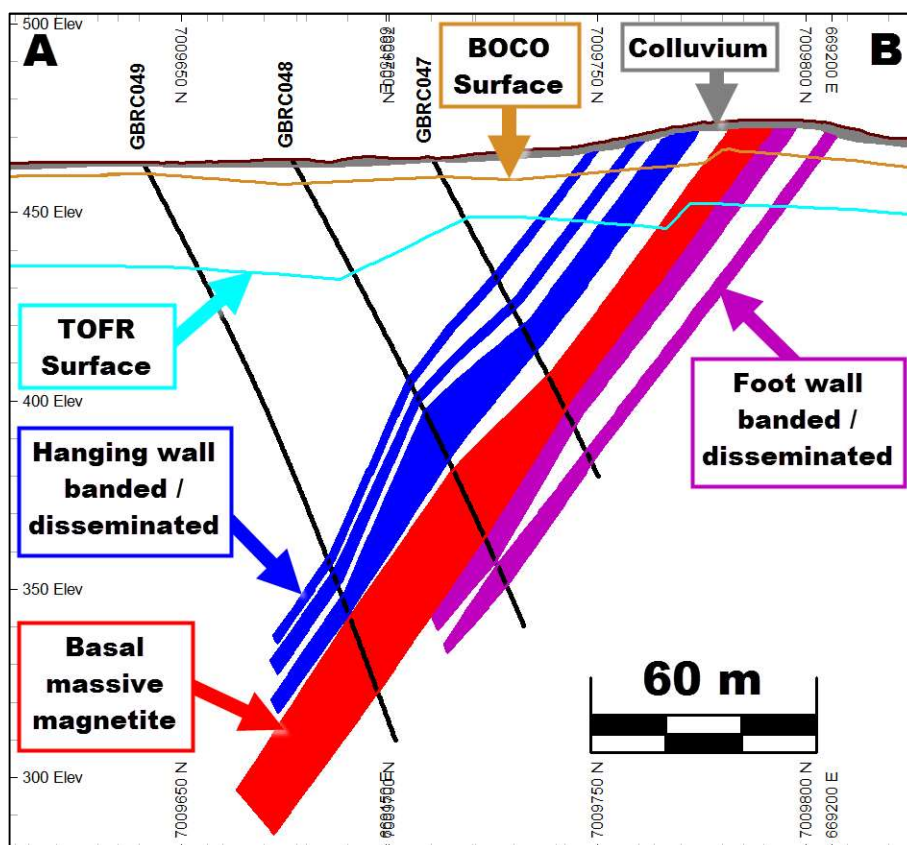 500 Elev
A
7009650 N
7009750 N
7009800 N
669200 E
B
BOCO
Surface
Colluvium
GBRC049
GBRC048
GBRC047
450 Elev
TOFR
Surface
400 Elev
Foot wall
banded /
disseminated
Hanging wall
banded /
disseminated
350 Elev
Basal
massive
magnetite
60 m
300 Elev
7009650 N
7009750 N
7009800 N
669200 E